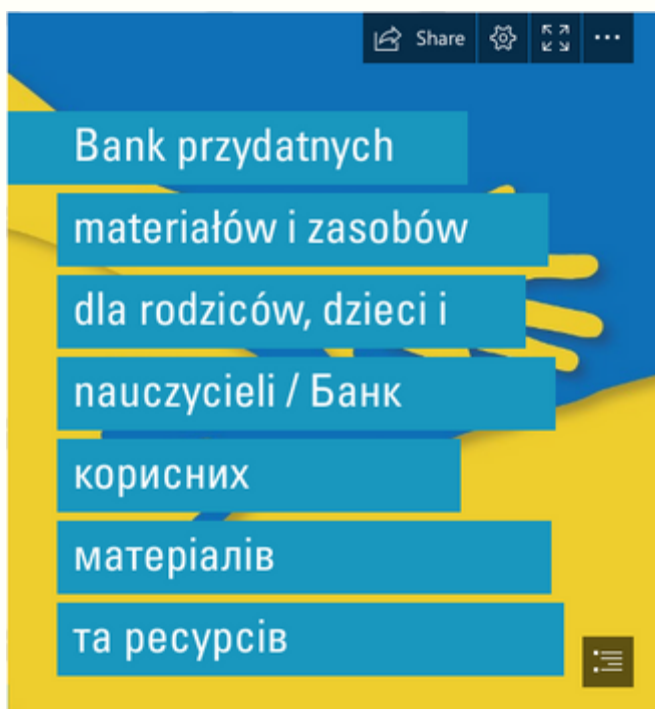 Share
Bank przydatnych
materiałów i zasobów
dla rodziców, dzieci i
nauczycieli / Банк
корисних
матеріалів
та ресурсів